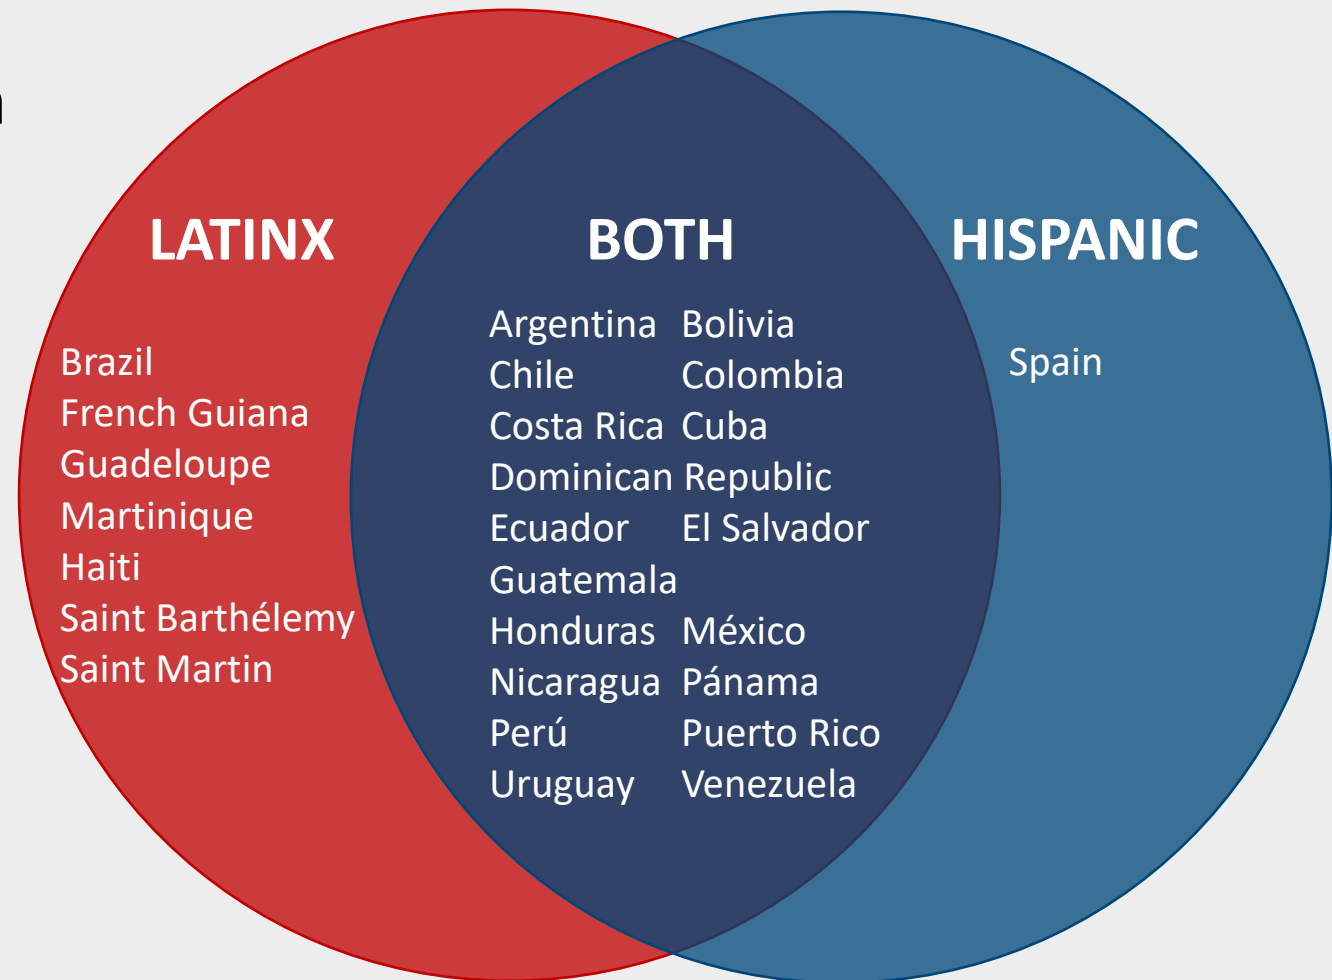 LATINX
Brazil
French Guiana
Guadeloupe
Martinique
Haiti
Saint Barthélemy
Saint Martin
BOTH
Argentina Bolivia
Chile Colombia
Costa Rica Cuba
Dominican Republic
Ecuador El Salvador
Guatemala
Honduras México
Nicaragua Pánama
Perú Puerto Rico
Uruguay Venezuela
HISPANIC
Spain